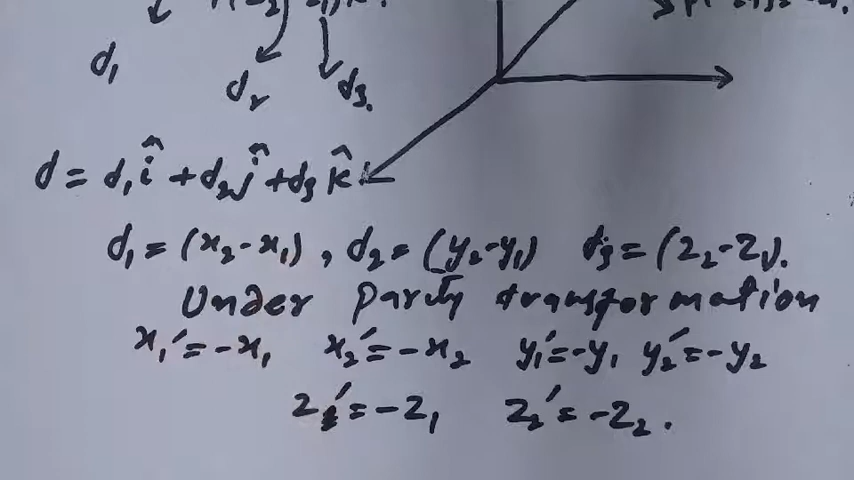 d₁
d₂ d₃.
d = d₁î + d₂ĵ + d₃k̂
d₁ = (x₂-x₁), d₂ = (y₂-y₁) d₃ = (z₂-z₁).
Under parity transformation
x₁′ = -x₁ x₂′ = -x₂ y₁′ = -y₁ y₂′ = -y₂
z₁′ = -z₁ z₂′ = -z₂.